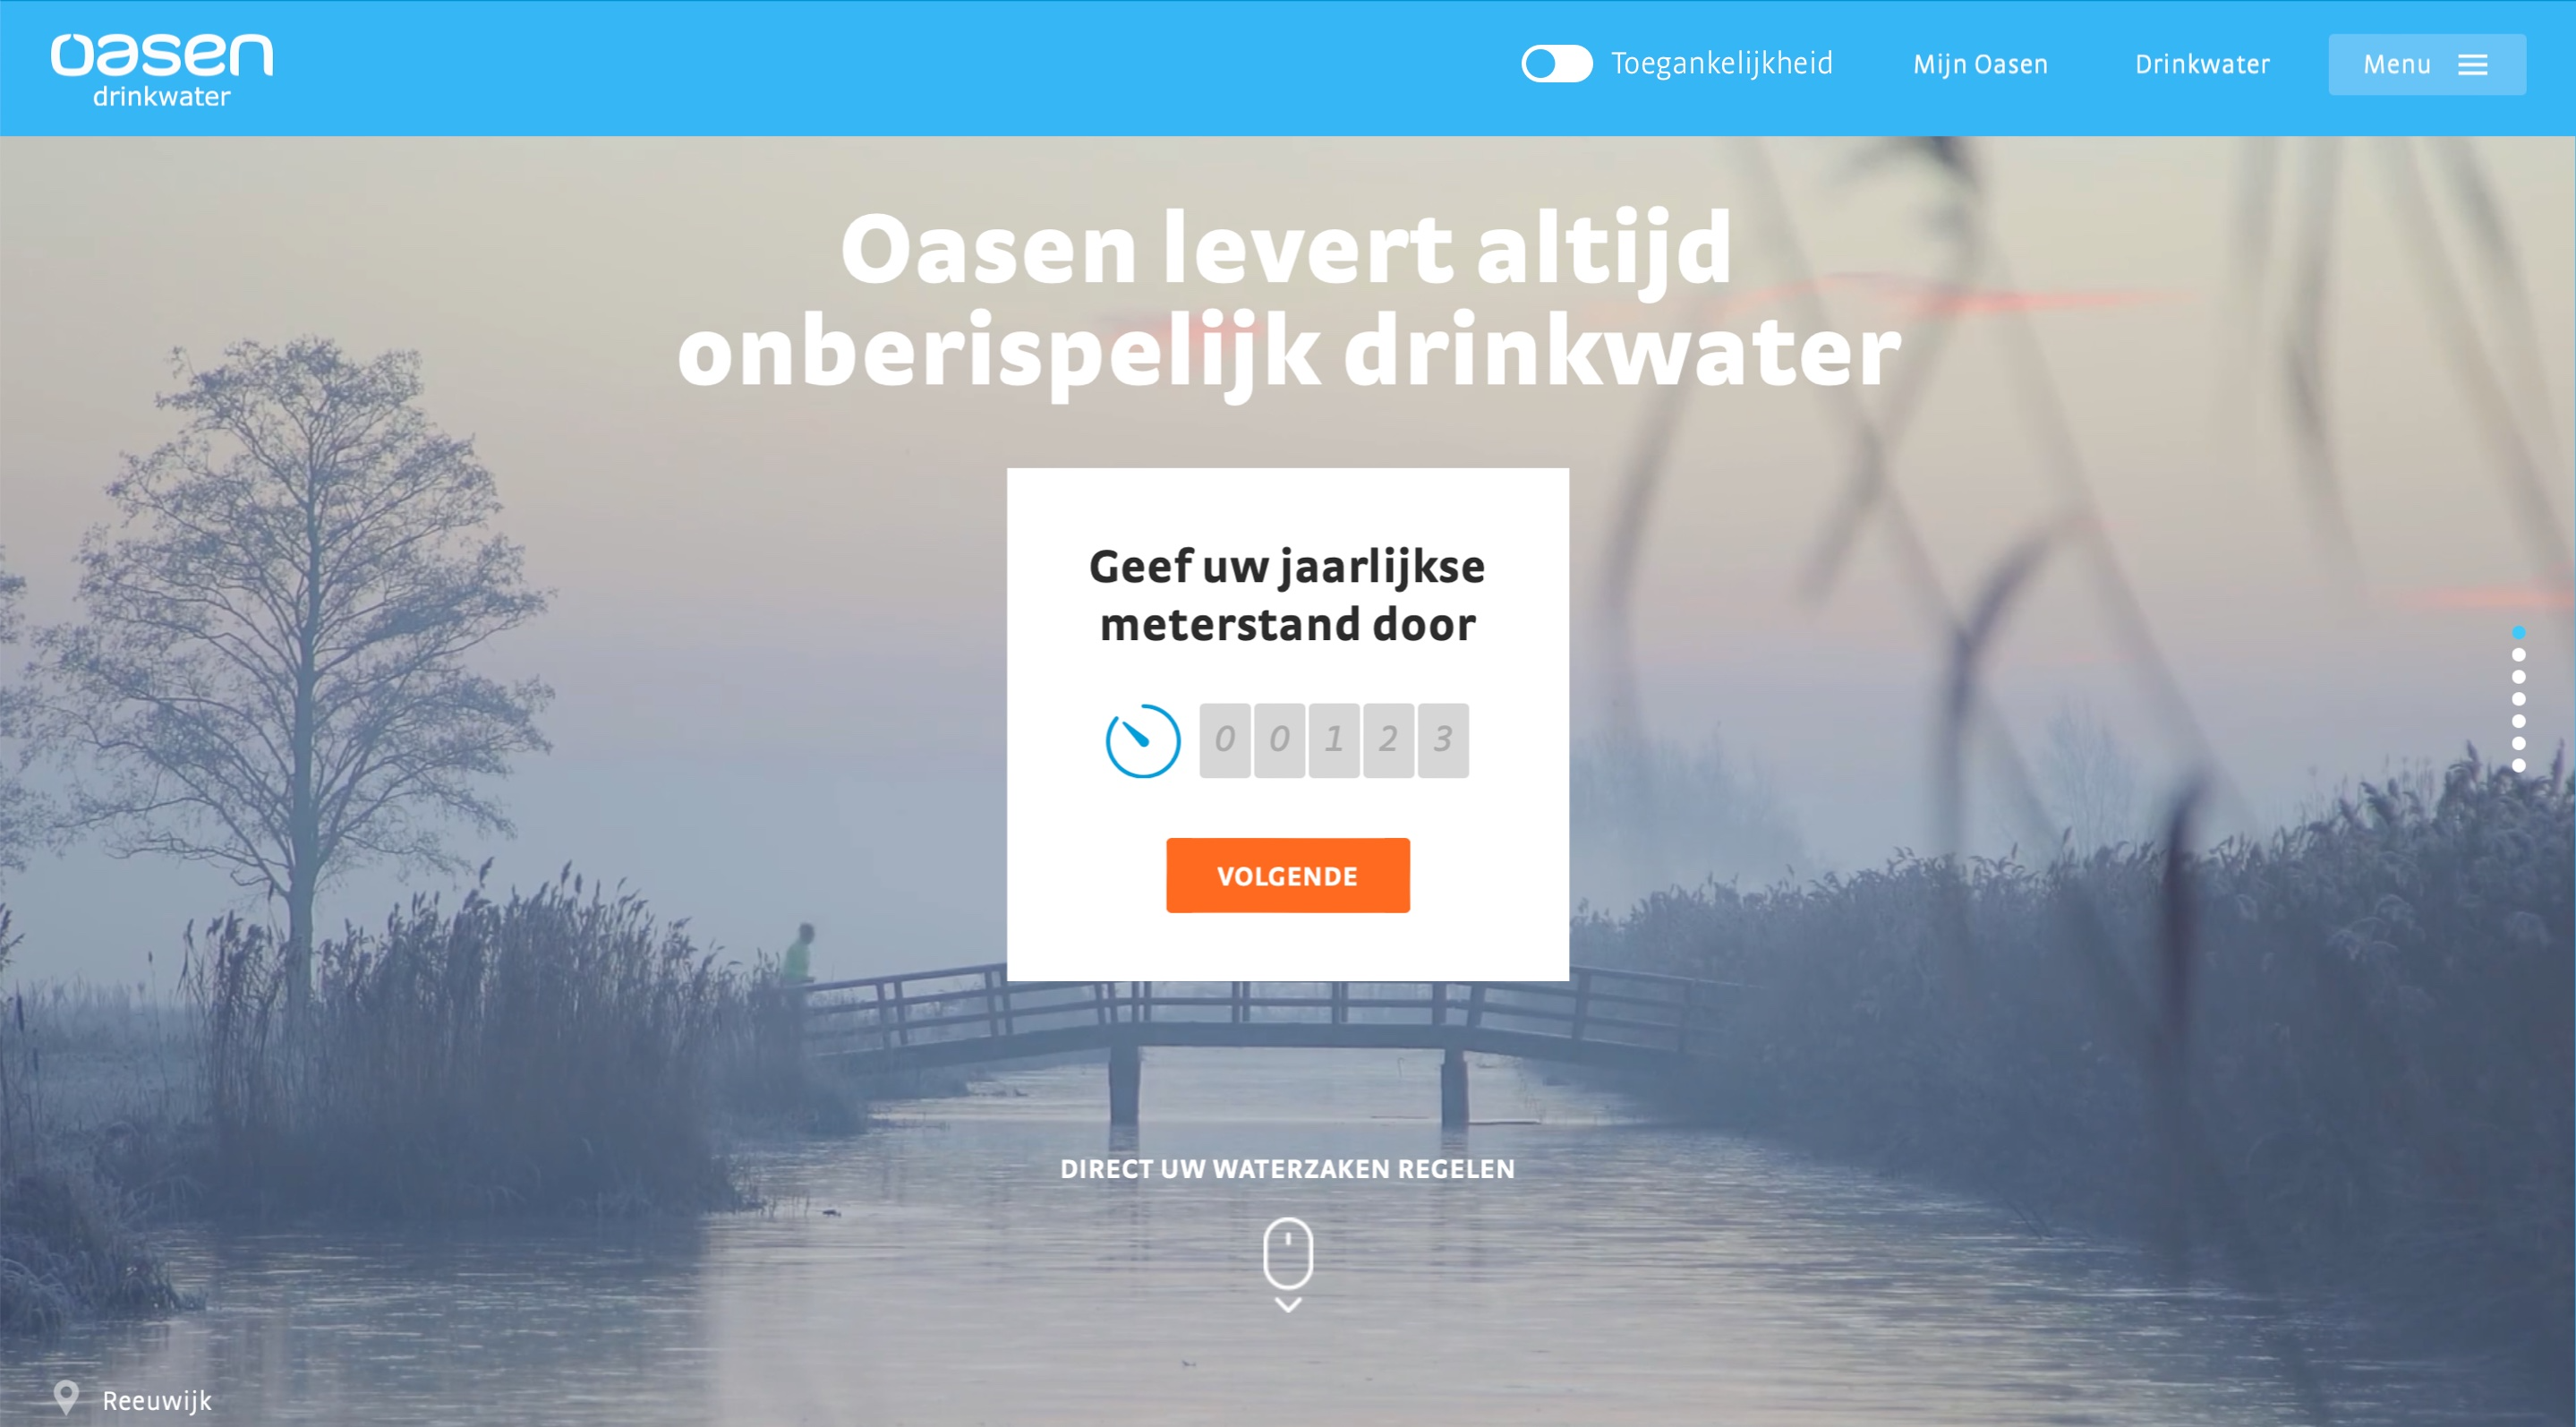 oasen
drinkwater
Toegankelijkheid
Mijn Oasen
Drinkwater
Menu
Oasen levert altijd
onberispelijk drinkwater
Geef uw jaarlijkse
meterstand door
0 0 1 2 3
VOLGENDE
DIRECT UW WATERZAKEN REGELEN
Reeuwijk